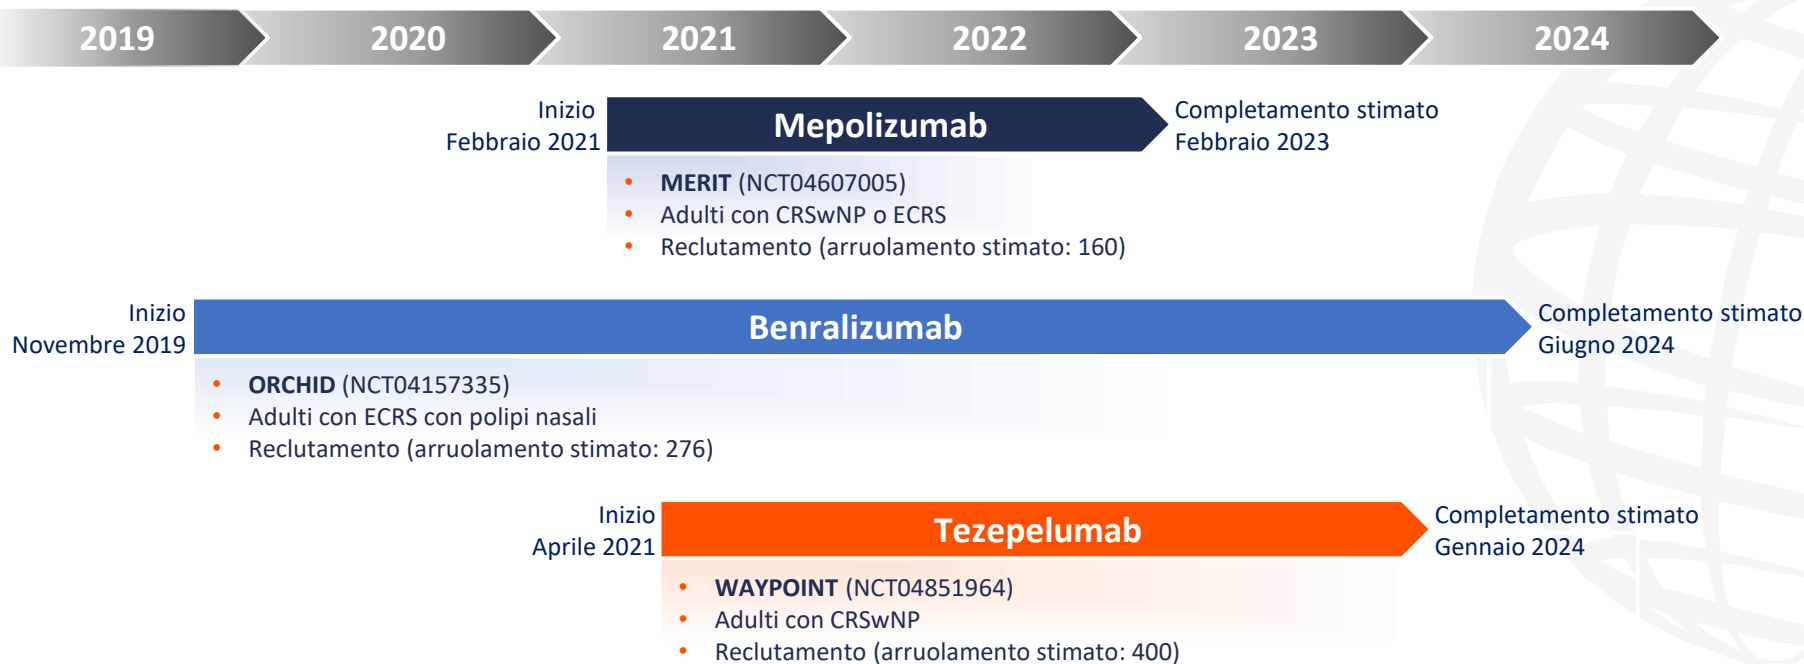 2019 2020 2021 2022 2023 2024
Inizio
Febbraio 2021
Mepolizumab
Completamento stimato
Febbraio 2023
• MERIT (NCT04607005)
• Adulti con CRSwNP o ECRS
• Reclutamento (arruolamento stimato: 160)
Inizio
Novembre 2019
Benralizumab
Completamento stimato
Giugno 2024
• ORCHID (NCT04157335)
• Adulti con ECRS con polipi nasali
• Reclutamento (arruolamento stimato: 276)
Inizio
Aprile 2021
Tezepelumab
Completamento stimato
Gennaio 2024
• WAYPOINT (NCT04851964)
• Adulti con CRSwNP
• Reclutamento (arruolamento stimato: 400)